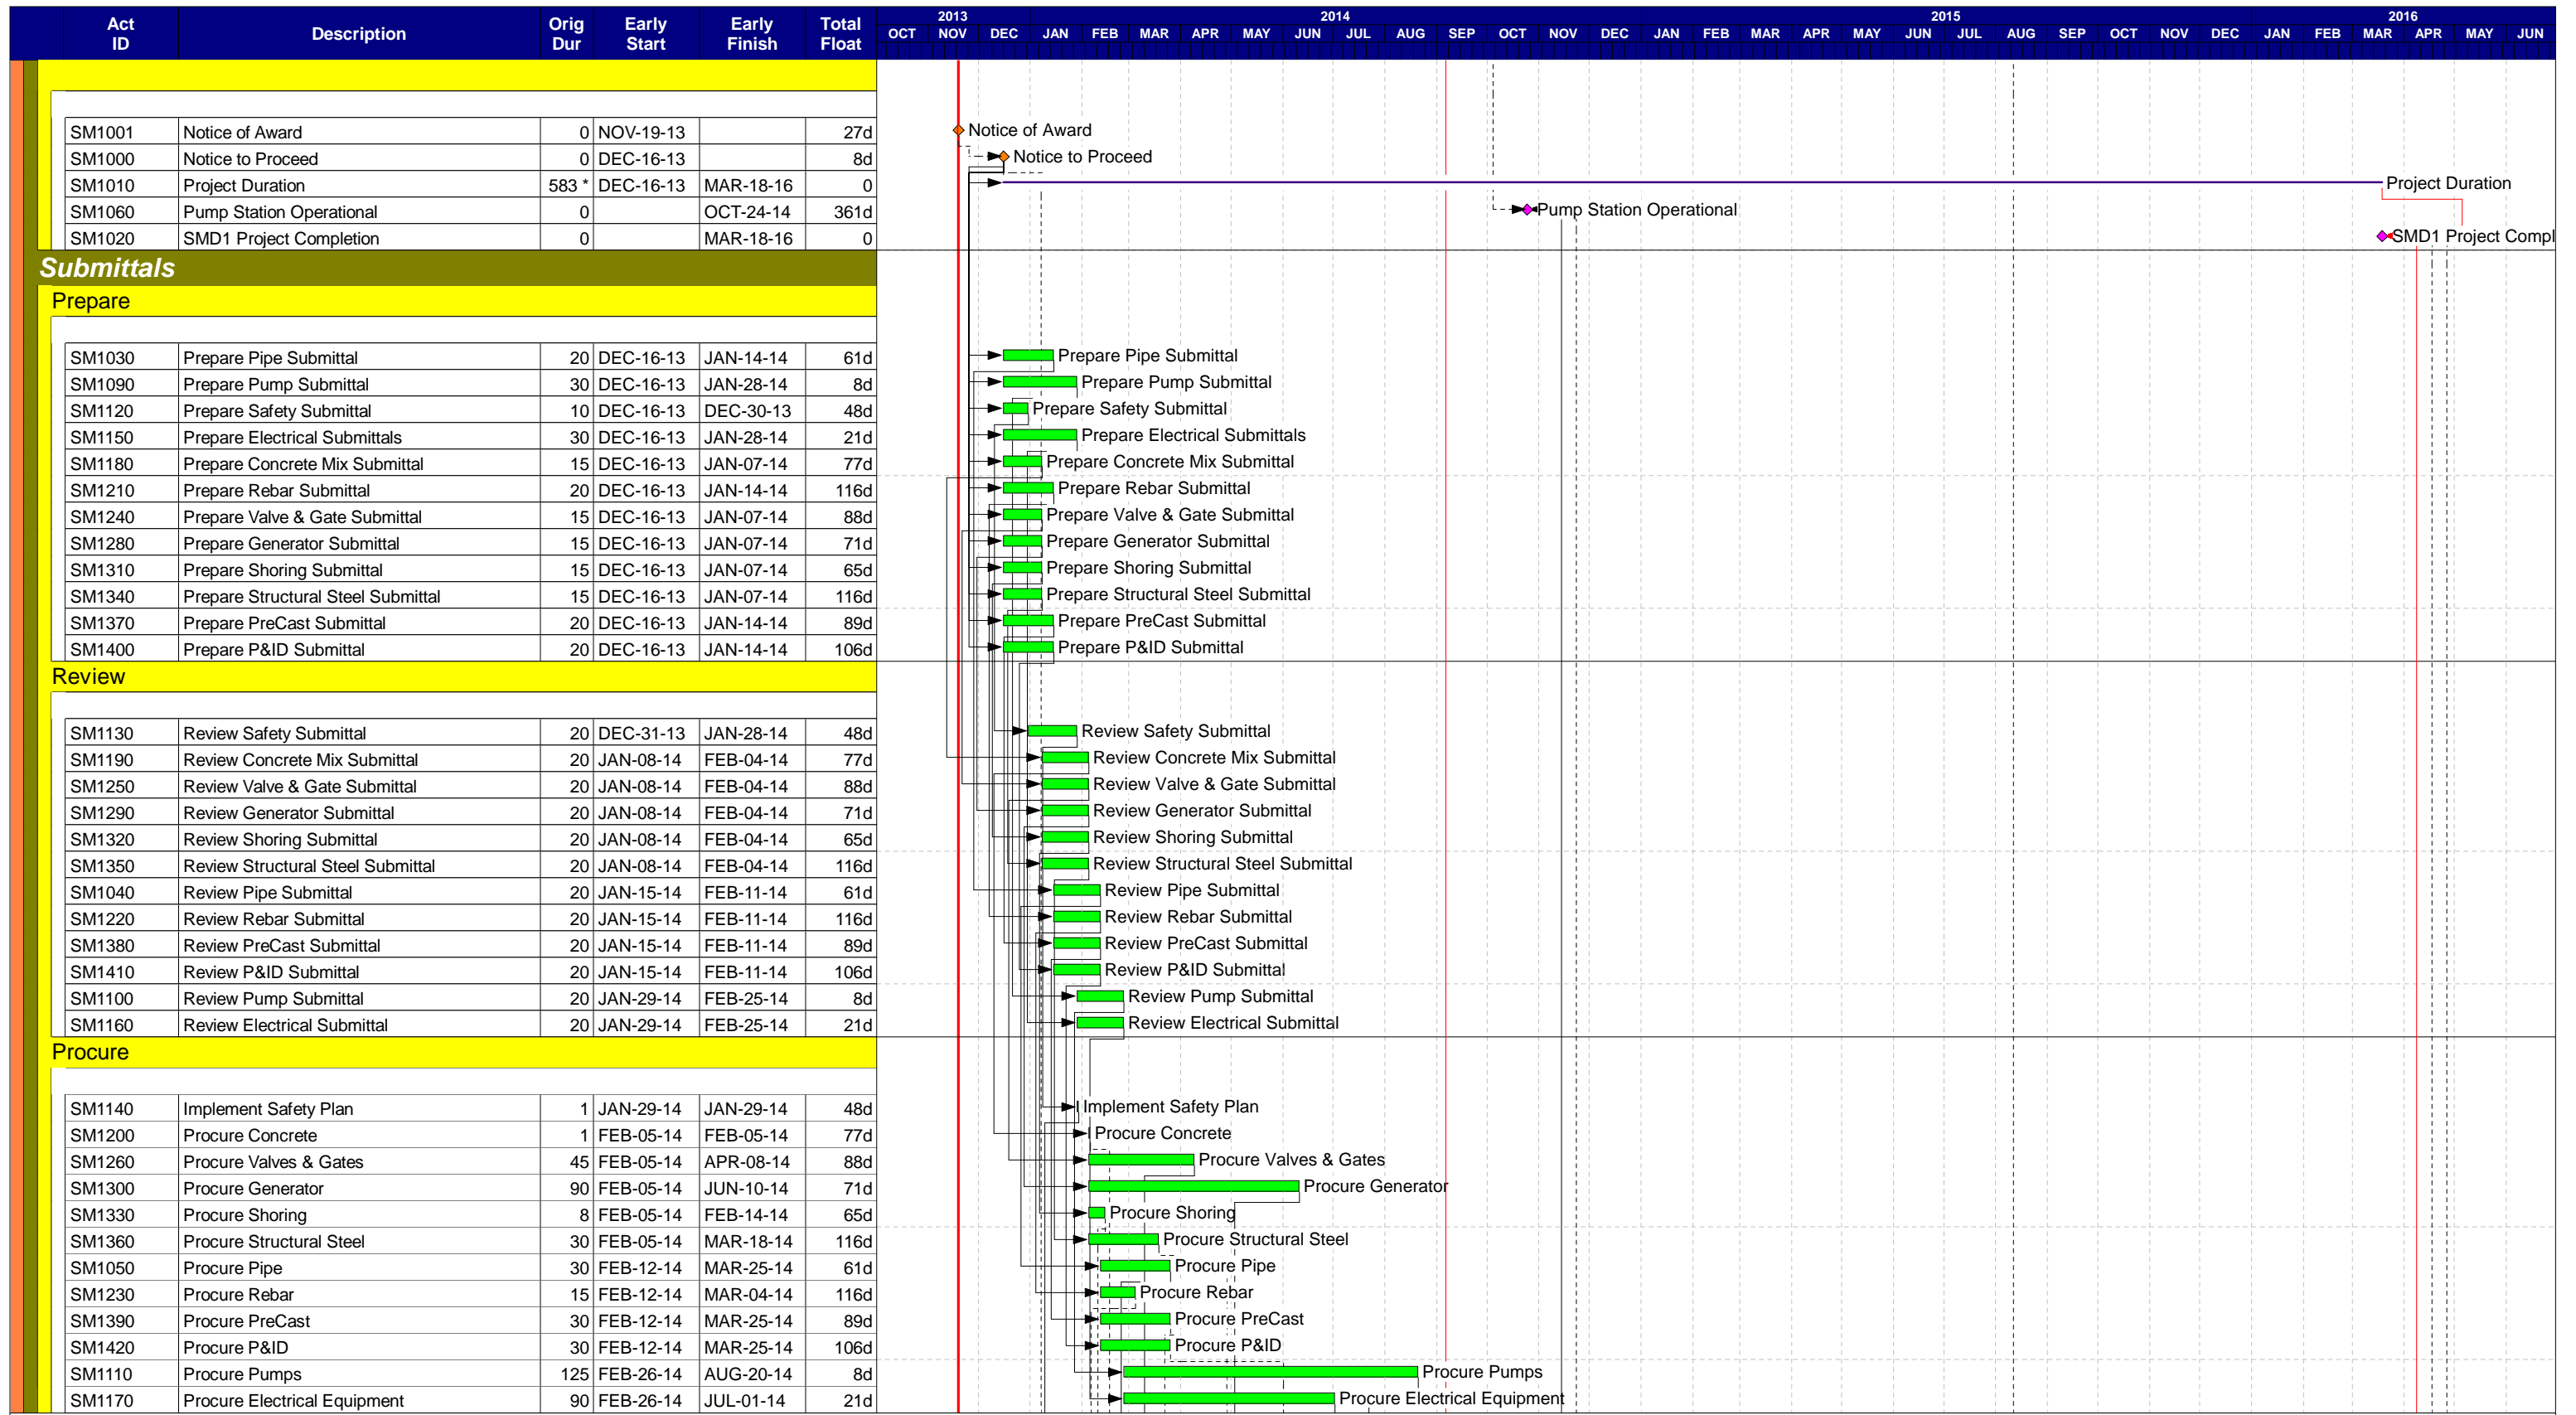 2013 2014 2015 2016
Act ID Description Orig Dur Early Start Early Finish Total Float OCT NOV DEC JAN FEB MAR APR MAY JUN JUL AUG SEP OCT NOV DEC JAN FEB MAR APR MAY JUN JUL AUG SEP OCT NOV DEC JAN FEB MAR APR MAY JUN
SM1001 Notice of Award 0 NOV-19-13 27d Notice of Award
SM1000 Notice to Proceed 0 DEC-16-13 8d Notice to Proceed
SM1010 Project Duration 583 * DEC-16-13 MAR-18-16 0 Project Duration
SM1060 Pump Station Operational 0 OCT-24-14 361d Pump Station Operational
SM1020 SMD1 Project Completion 0 MAR-18-16 0 SMD1 Project Compl
Submittals
Prepare
SM1030 Prepare Pipe Submittal 20 DEC-16-13 JAN-14-14 61d Prepare Pipe Submittal
SM1090 Prepare Pump Submittal 30 DEC-16-13 JAN-28-14 8d Prepare Pump Submittal
SM1120 Prepare Safety Submittal 10 DEC-16-13 DEC-30-13 48d Prepare Safety Submittal
SM1150 Prepare Electrical Submittals 30 DEC-16-13 JAN-28-14 21d Prepare Electrical Submittals
SM1180 Prepare Concrete Mix Submittal 15 DEC-16-13 JAN-07-14 77d Prepare Concrete Mix Submittal
SM1210 Prepare Rebar Submittal 20 DEC-16-13 JAN-14-14 116d Prepare Rebar Submittal
SM1240 Prepare Valve & Gate Submittal 15 DEC-16-13 JAN-07-14 88d Prepare Valve & Gate Submittal
SM1280 Prepare Generator Submittal 15 DEC-16-13 JAN-07-14 71d Prepare Generator Submittal
SM1310 Prepare Shoring Submittal 15 DEC-16-13 JAN-07-14 65d Prepare Shoring Submittal
SM1340 Prepare Structural Steel Submittal 15 DEC-16-13 JAN-07-14 116d Prepare Structural Steel Submittal
SM1370 Prepare PreCast Submittal 20 DEC-16-13 JAN-14-14 89d Prepare PreCast Submittal
SM1400 Prepare P&ID Submittal 20 DEC-16-13 JAN-14-14 106d Prepare P&ID Submittal
Review
SM1130 Review Safety Submittal 20 DEC-31-13 JAN-28-14 48d Review Safety Submittal
SM1190 Review Concrete Mix Submittal 20 JAN-08-14 FEB-04-14 77d Review Concrete Mix Submittal
SM1250 Review Valve & Gate Submittal 20 JAN-08-14 FEB-04-14 88d Review Valve & Gate Submittal
SM1290 Review Generator Submittal 20 JAN-08-14 FEB-04-14 71d Review Generator Submittal
SM1320 Review Shoring Submittal 20 JAN-08-14 FEB-04-14 65d Review Shoring Submittal
SM1350 Review Structural Steel Submittal 20 JAN-08-14 FEB-04-14 116d Review Structural Steel Submittal
SM1040 Review Pipe Submittal 20 JAN-15-14 FEB-11-14 61d Review Pipe Submittal
SM1220 Review Rebar Submittal 20 JAN-15-14 FEB-11-14 116d Review Rebar Submittal
SM1380 Review PreCast Submittal 20 JAN-15-14 FEB-11-14 89d Review PreCast Submittal
SM1410 Review P&ID Submittal 20 JAN-15-14 FEB-11-14 106d Review P&ID Submittal
SM1100 Review Pump Submittal 20 JAN-29-14 FEB-25-14 8d Review Pump Submittal
SM1160 Review Electrical Submittal 20 JAN-29-14 FEB-25-14 21d Review Electrical Submittal
Procure
SM1140 Implement Safety Plan 1 JAN-29-14 JAN-29-14 48d Implement Safety Plan
SM1200 Procure Concrete 1 FEB-05-14 FEB-05-14 77d Procure Concrete
SM1260 Procure Valves & Gates 45 FEB-05-14 APR-08-14 88d Procure Valves & Gates
SM1300 Procure Generator 90 FEB-05-14 JUN-10-14 71d Procure Generator
SM1330 Procure Shoring 8 FEB-05-14 FEB-14-14 65d Procure Shoring
SM1360 Procure Structural Steel 30 FEB-05-14 MAR-18-14 116d Procure Structural Steel
SM1050 Procure Pipe 30 FEB-12-14 MAR-25-14 61d Procure Pipe
SM1230 Procure Rebar 15 FEB-12-14 MAR-04-14 116d Procure Rebar
SM1390 Procure PreCast 30 FEB-12-14 MAR-25-14 89d Procure PreCast
SM1420 Procure P&ID 30 FEB-12-14 MAR-25-14 106d Procure P&ID
SM1110 Procure Pumps 125 FEB-26-14 AUG-20-14 8d Procure Pumps
SM1170 Procure Electrical Equipment 90 FEB-26-14 JUL-01-14 21d Procure Electrical Equipment